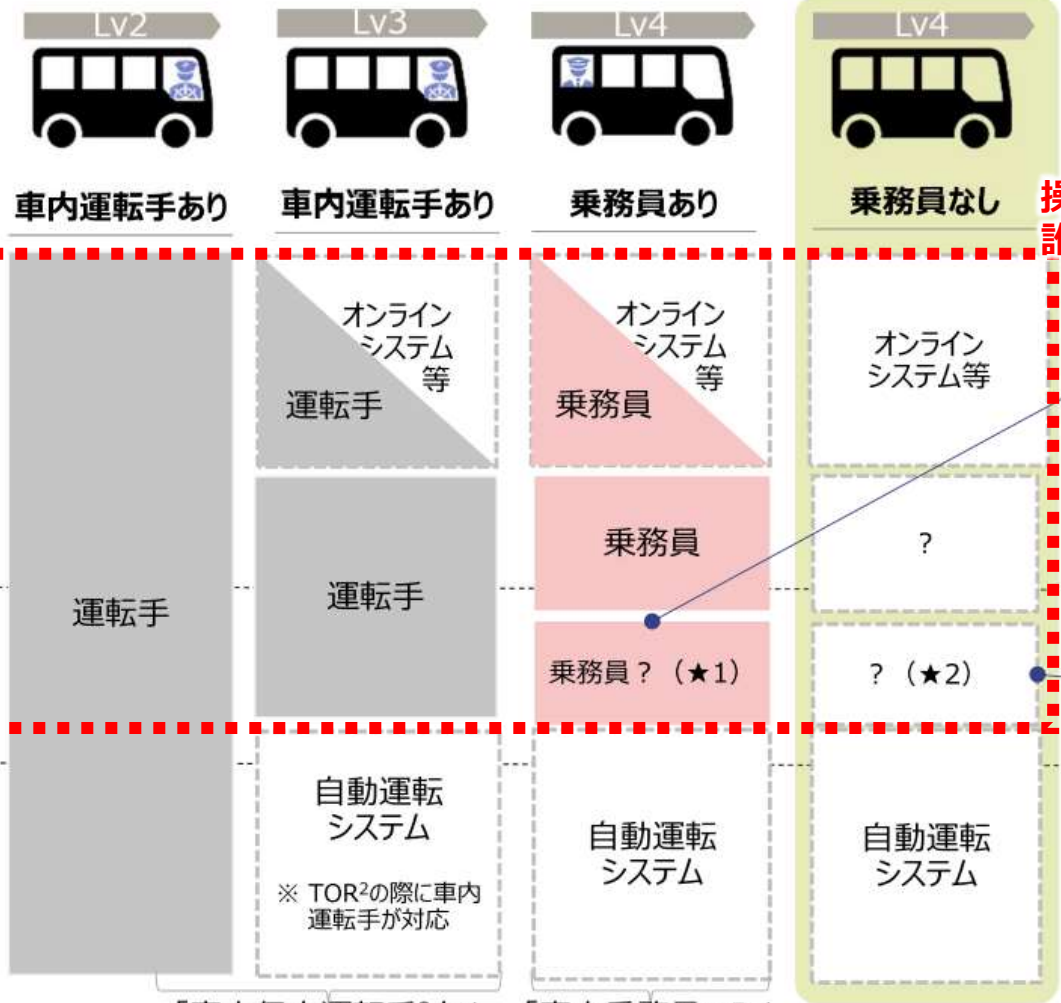 Lv2
Lv3
Lv4
Lv4
車内運転手あり
車内運転手あり
乗務員あり
乗務員なし
運転手
オンライン
システム
等
運転手
運転手
自動運転
システム
※ TOR²の際に車内
運転手が対応
オンライン
システム
等
乗務員
乗務員
乗務員？（★1）
自動運転
システム
オンライン
システム等
？
？（★2）
自動運転
システム